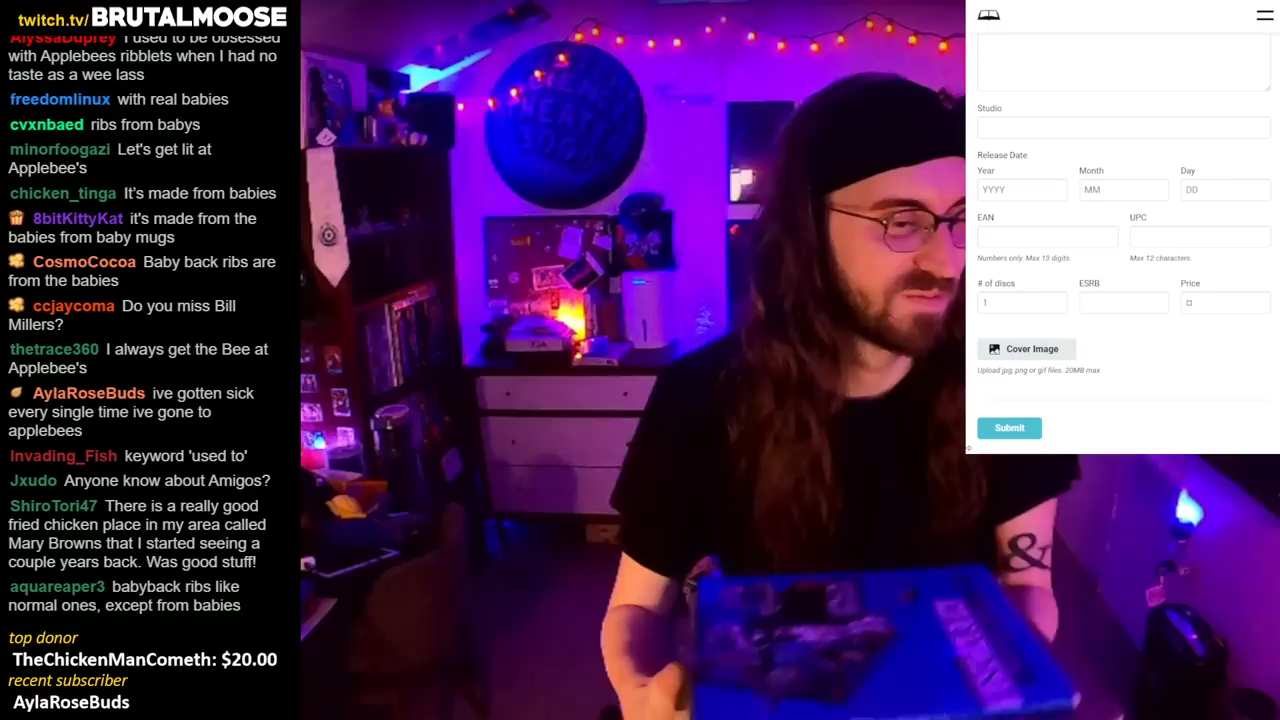 twitch.tv/BRUTALMOOSE
AlyssaDuprey I used to be obsessed
with Applebees ribblets when I had no
taste as a wee lass
freedomlinux with real babies
cvxnbaed ribs from babys
minorfoogazi Let's get lit at
Applebee's
chicken_tinga It's made from babies
8bitKittyKat it's made from the
babies from baby mugs
CosmoCocoa Baby back ribs are
from the babies
ccjaycoma Do you miss Bill
Millers?
thetrace360 I always get the Bee at
Applebee's
AylaRoseBuds ive gotten sick
every single time ive gone to
applebees
Invading_Fish keyword 'used to'
Jxudo Anyone know about Amigos?
ShiroTori47 There is a really good
fried chicken place in my area called
Mary Browns that I started seeing a
couple years back. Was good stuff!
aquareaper3 babyback ribs like
normal ones, except from babies
top donor
TheChickenManCometh: $20.00
recent subscriber
AylaRoseBuds
MYSTERY
SCIENCE
THEATER
3000
&
Studio
Release Date
Year Month Day
YYYY MM DD
EAN UPC
Numbers only. Max 13 digits. Max 12 characters.
# of discs ESRB Price
1
Cover Image
Upload jpg, png or gif files. 20MB max.
Submit